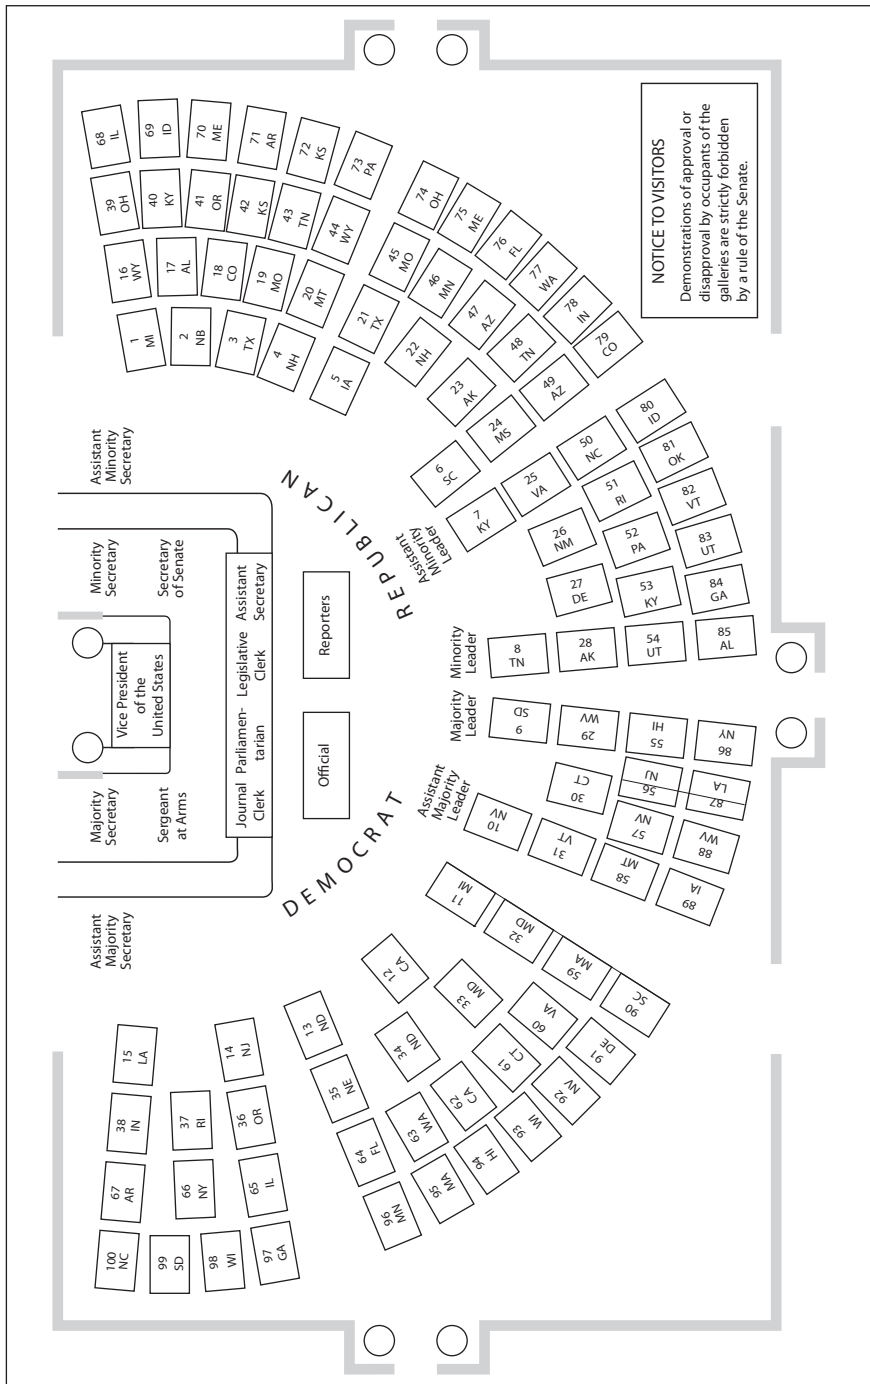 NOTICE TO VISITORS
Demonstrations of approval or
disapproval by occupants of the
galleries are strictly forbidden
by a rule of the Senate.
Assistant
Minority
Secretary
Minority
Secretary
Secretary
of Senate
Vice President
of the
United States
Majority
Secretary
Sergeant
at Arms
Assistant
Majority
Secretary
Journal
Clerk
Parliamen-
tarian
Legislative
Clerk
Assistant
Secretary
Official
Reporters
REPUBLICAN
DEMOCRAT
Assistant
Minority
Leader
Minority
Leader
Majority
Leader
Assistant
Majority
Leader
1
MI
2
NB
3
TX
4
NH
5
IA
6
SC
7
KY
8
TN
9
SD
10
NV
11
MI
12
CA
13
ND
14
NJ
15
LA
16
WY
17
AL
18
CO
19
MO
20
MT
21
TX
22
NH
23
AK
24
MS
25
VA
26
NM
27
DE
28
AK
29
WV
30
CT
31
VT
32
MD
33
MD
34
ND
35
NE
36
OR
37
RI
38
IN
39
OH
40
KY
41
OR
42
KS
43
TN
44
WY
45
MO
46
MN
47
AZ
48
TN
49
AZ
50
NC
51
RI
52
PA
53
KY
54
UT
55
HI
56
NJ
57
NV
58
MT
59
MA
60
VA
61
CT
62
CA
63
WA
64
FL
65
IL
66
NY
67
AR
68
IL
69
ID
70
ME
71
AR
72
KS
73
PA
74
OH
75
ME
76
FL
77
WA
78
IN
79
CO
80
ID
81
OK
82
VT
83
UT
84
GA
85
AL
86
NY
87
LA
88
WV
89
IA
90
SC
91
DE
92
NV
93
WI
94
HI
95
MA
96
MN
97
GA
98
WI
99
SD
100
NC